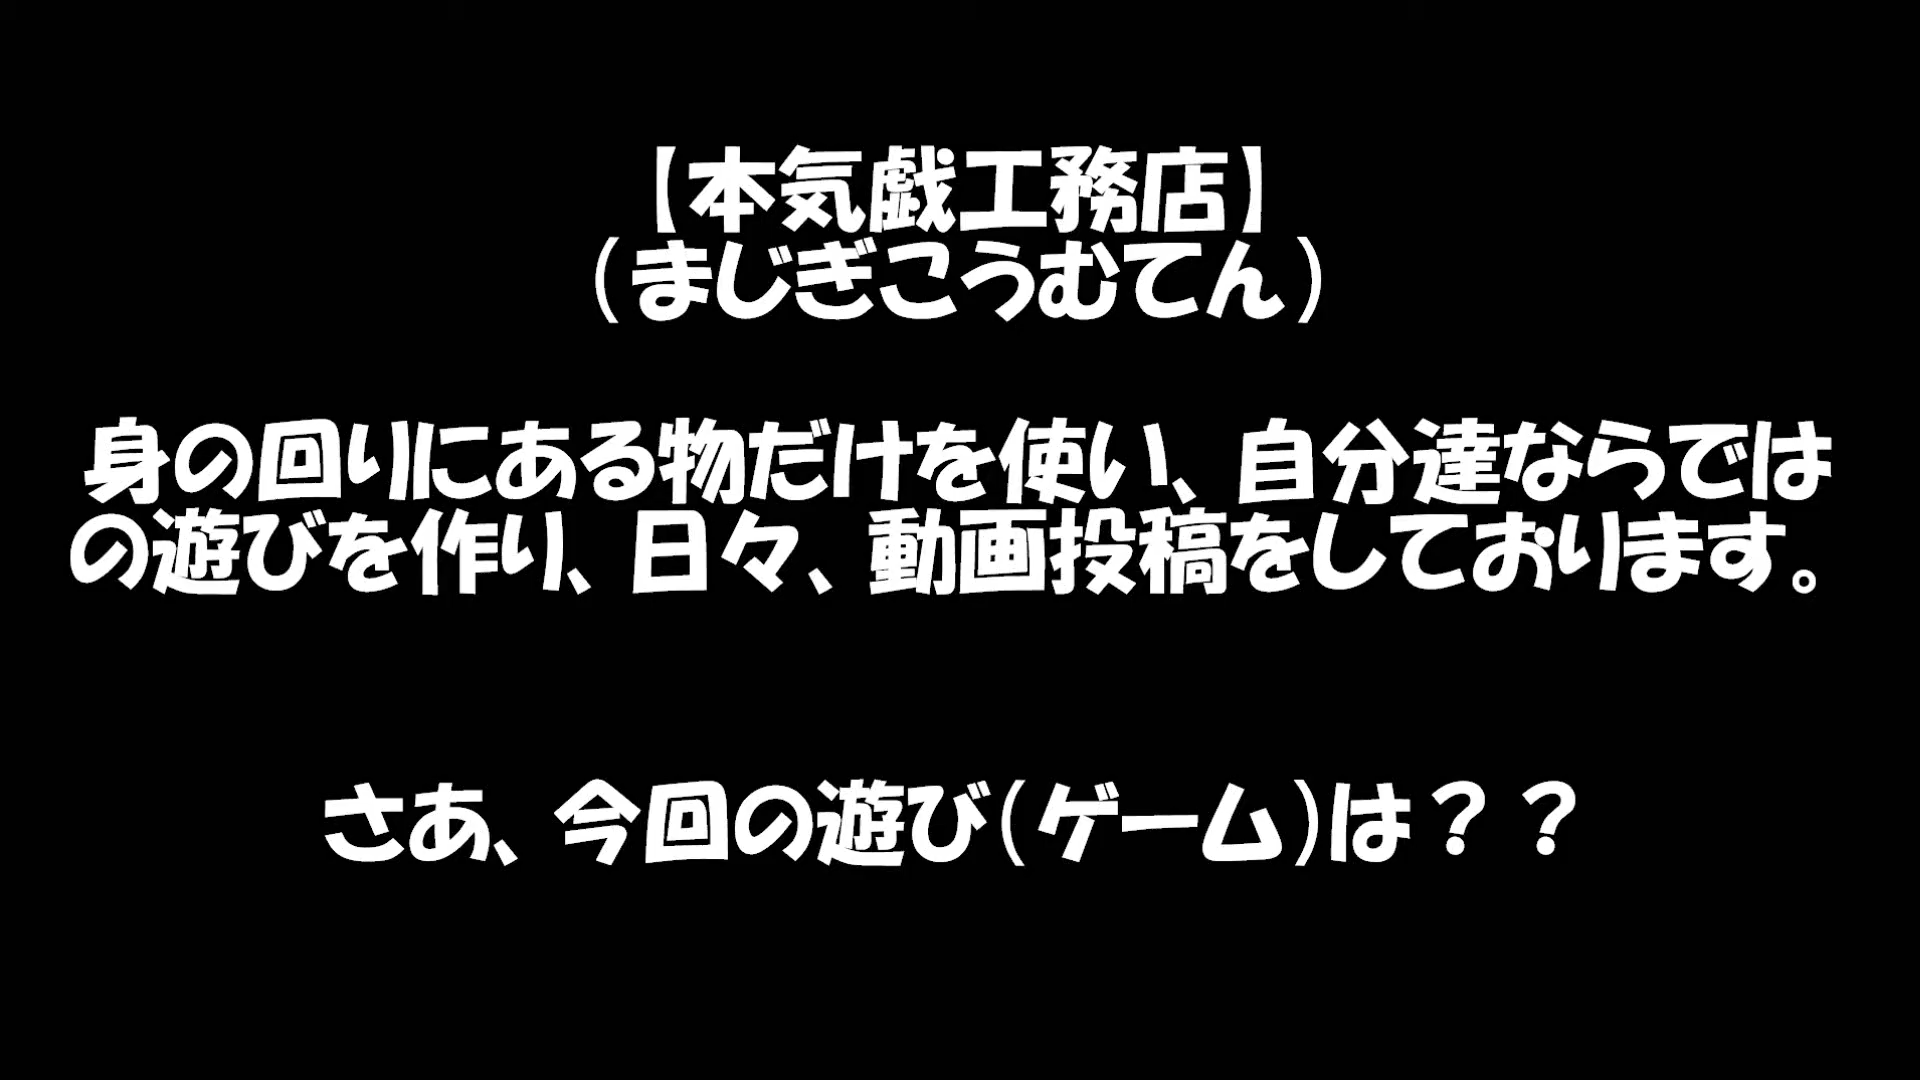 【本気戯工務店】
(まじぎこうむてん)
身の回りにある物だけを使い、自分達ならでは
の遊びを作り、日々、動画投稿をしております。
さあ、今回の遊び(ゲーム)は？？